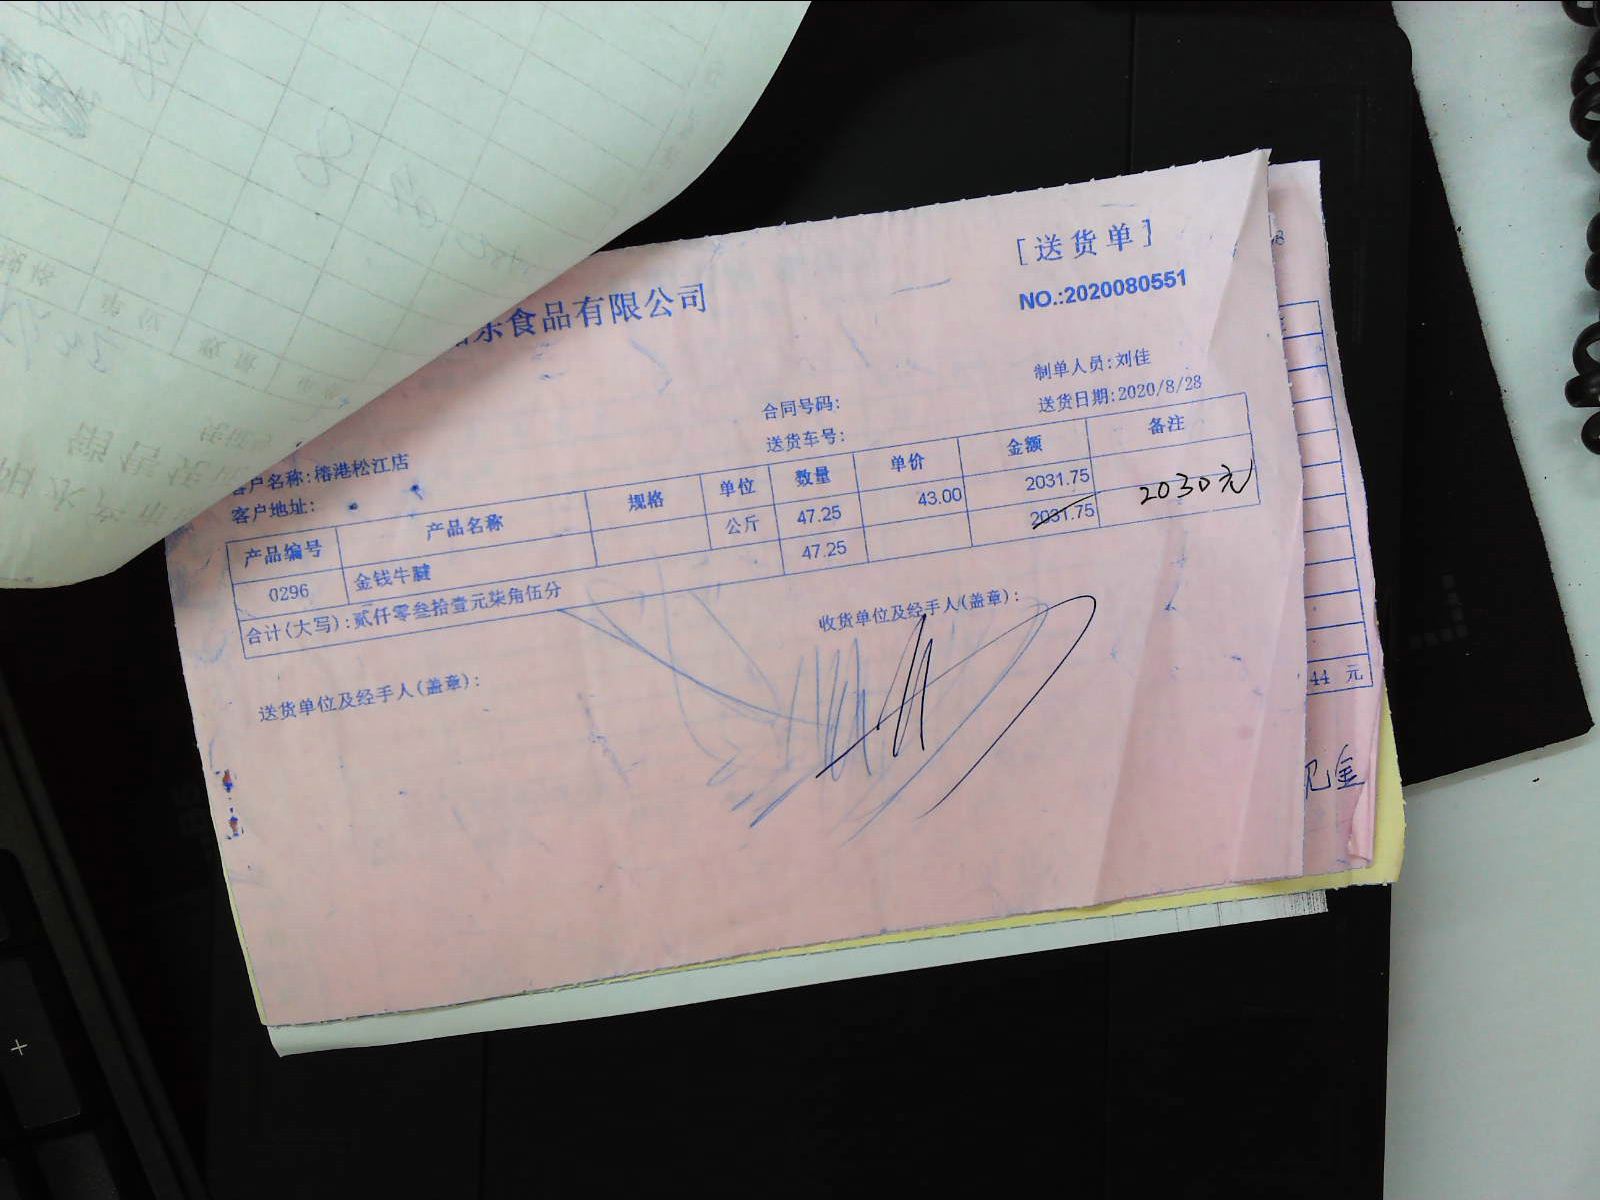 [送货单]
NO.:2020080551
东食品有限公司
制单人员:刘佳
合同号码:
送货日期:2020/8/28
客户名称:榕港松江店
送货车号:
客户地址:
产品编号 产品名称 规格 单位 数量 单价 金额 备注
0296 金钱牛腱 公斤 47.25 43.00 2031.75
合计(大写):贰仟零叁拾壹元柒角伍分 47.25 2031.75 2030元
送货单位及经手人(盖章):
收货单位及经手人(盖章):
44 元
见金